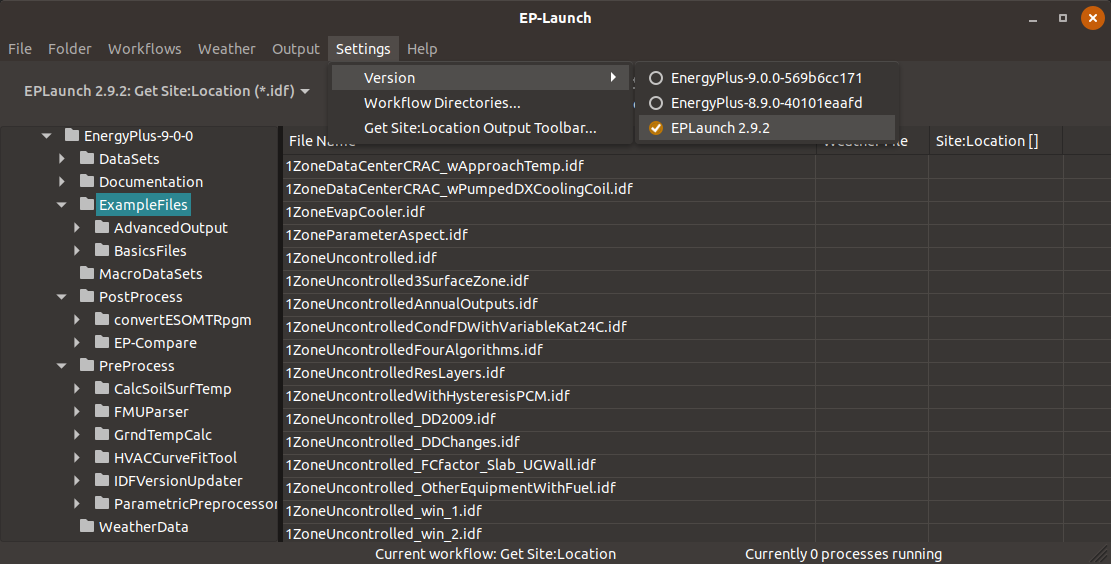 EP-Launch
File Folder Workflows Weather Output Settings Help
Version
Workflow Directories...
Get Site:Location Output Toolbar...
EnergyPlus-9.0.0-569b6cc171
EnergyPlus-8.9.0-40101eaafd
EPLaunch 2.9.2
EPLaunch 2.9.2: Get Site:Location (*.idf)
EnergyPlus-9-0-0
DataSets
Documentation
ExampleFiles
AdvancedOutput
BasicsFiles
MacroDataSets
PostProcess
convertESOMTRpgm
EP-Compare
PreProcess
CalcSoilSurfTemp
FMUParser
GrndTempCalc
HVACCurveFitTool
IDFVersionUpdater
ParametricPreprocessor
WeatherData
File Name Weather File Site:Location []
1ZoneDataCenterCRAC_wApproachTemp.idf
1ZoneDataCenterCRAC_wPumpedDXCoolingCoil.idf
1ZoneEvapCooler.idf
1ZoneParameterAspect.idf
1ZoneUncontrolled.idf
1ZoneUncontrolled3SurfaceZone.idf
1ZoneUncontrolledAnnualOutputs.idf
1ZoneUncontrolledCondFDWithVariableKat24C.idf
1ZoneUncontrolledFourAlgorithms.idf
1ZoneUncontrolledResLayers.idf
1ZoneUncontrolledWithHysteresisPCM.idf
1ZoneUncontrolled_DD2009.idf
1ZoneUncontrolled_DDChanges.idf
1ZoneUncontrolled_FCfactor_Slab_UGWall.idf
1ZoneUncontrolled_OtherEquipmentWithFuel.idf
1ZoneUncontrolled_win_1.idf
1ZoneUncontrolled_win_2.idf
Current workflow: Get Site:Location Currently 0 processes running